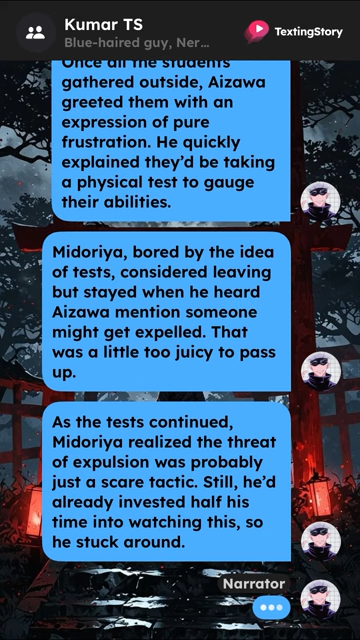 Kumar TS
Blue-haired guy, Ner...
TextingStory
Once all the students
gathered outside, Aizawa
greeted them with an
expression of pure
frustration. He quickly
explained they'd be taking
a physical test to gauge
their abilities.
Midoriya, bored by the idea
of tests, considered leaving
but stayed when he heard
Aizawa mention someone
might get expelled. That
was a little too juicy to pass
up.
As the tests continued,
Midoriya realized the threat
of expulsion was probably
just a scare tactic. Still, he'd
already invested half his
time into watching this, so
he stuck around.
Narrator